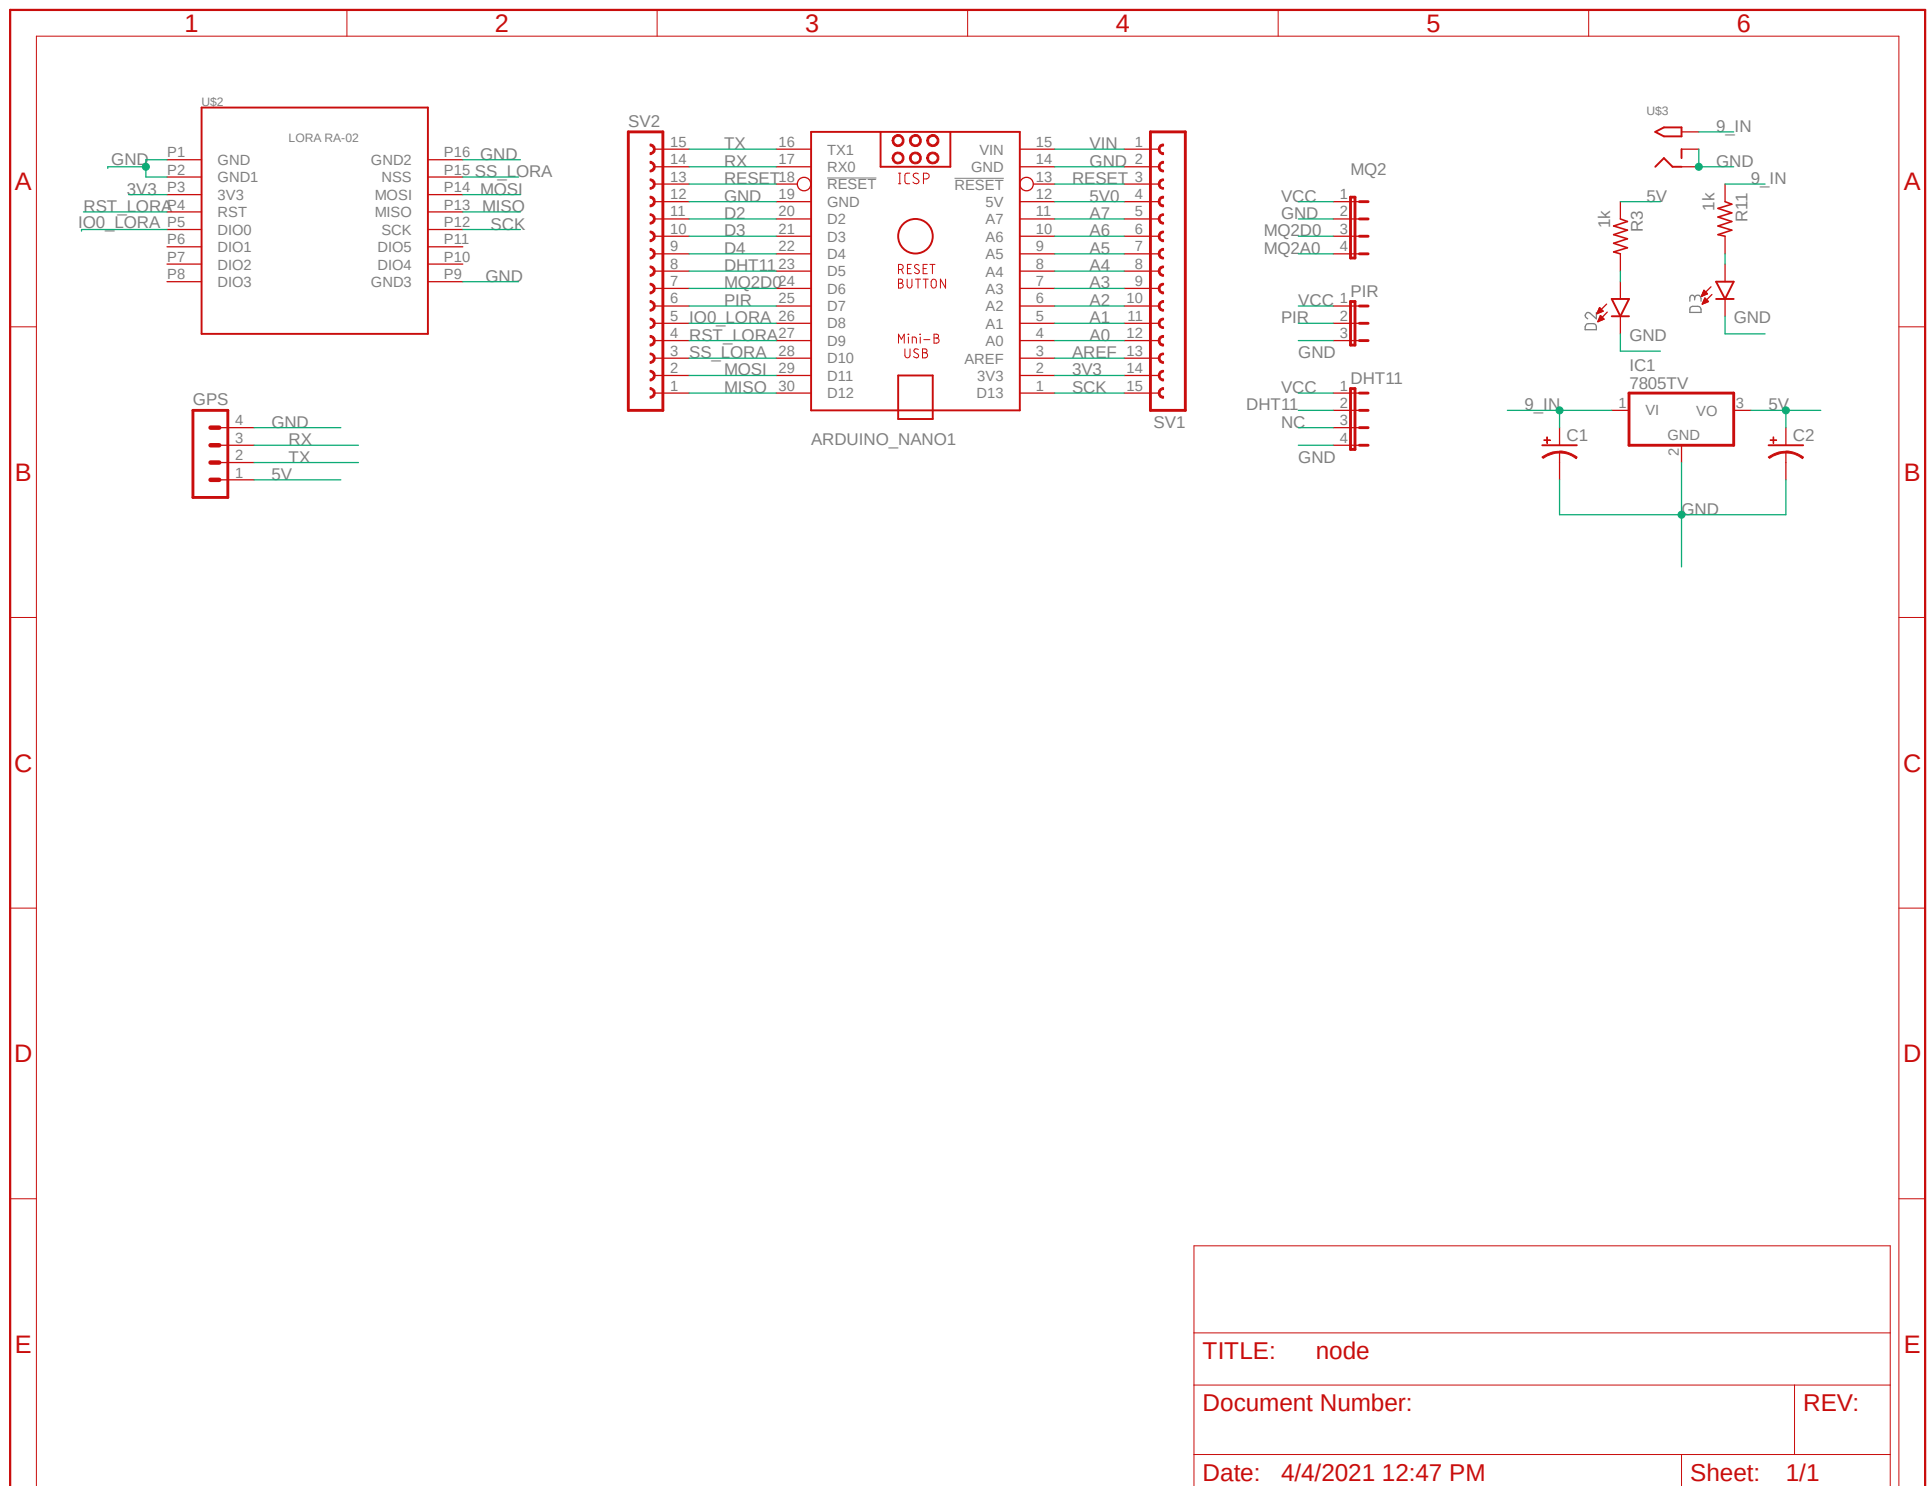 1 2 3 4 5 6
A
B
C
D
E
A
B
C
D
E
U$2
LORA RA-02
GND P1 GND GND2 P16 GND
P2 GND1 NSS P15 SS_LORA
3V3 P3 3V3 MOSI P14 MOSI
RST_LORA P4 RST MISO P13 MISO
IO0_LORA P5 DIO0 SCK P12 SCK
P6 DIO1 DIO5 P11
P7 DIO2 DIO4 P10
P8 DIO3 GND3 P9 GND
GPS
4 GND
3 RX
2 TX
1 5V
SV2
15 TX 16 TX1 VIN 15 VIN 1
14 RX 17 RX0 GND 14 GND 2
13 RESET 18 RESET RESET 13 RESET 3
12 GND 19 GND 5V 12 5V0 4
11 D2 20 D2 A7 11 A7 5
10 D3 21 D3 A6 10 A6 6
9 D4 22 D4 A5 9 A5 7
8 DHT11 23 D5 A4 8 A4 8
7 MQ2D0 24 D6 A3 7 A3 9
6 PIR 25 D7 A2 6 A2 10
5 IO0_LORA 26 D8 A1 5 A1 11
4 RST_LORA 27 D9 A0 4 A0 12
3 SS_LORA 28 D10 AREF 3 AREF 13
2 MOSI 29 D11 3V3 2 3V3 14
1 MISO 30 D12 D13 1 SCK 15
ICSP
RESET
BUTTON
Mini-B
USB
ARDUINO_NANO1
SV1
MQ2
VCC 1
GND 2
MQ2D0 3
MQ2A0 4
PIR
VCC 1
PIR 2
3
GND
DHT11
VCC 1
DHT11 2
NC 3
4
GND
U$3
9_IN
GND
5V
1k
R3
D2
GND
9_IN
1k
R11
D3
GND
IC1
7805TV
9_IN 1 VI VO 3 5V
GND
2
C1
C2
GND
TITLE: node
Document Number:
REV:
Date: 4/4/2021 12:47 PM
Sheet: 1/1